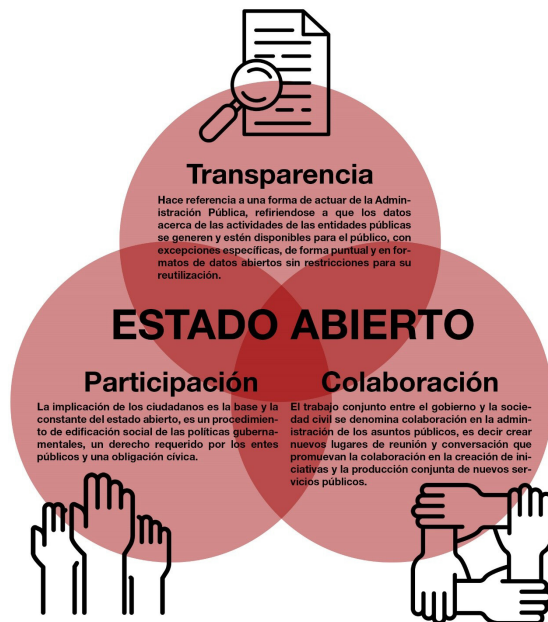 Transparencia
Hace referencia a una forma de actuar de la Admin-
istración Pública, refiriendose a que los datos
acerca de las actividades de las entidades públicas
se generen y estén disponibles para el público, con
excepciones específicas, de forma puntual y en for-
matos de datos abiertos sin restricciones para su
reutilización.
ESTADO ABIERTO
Participación
La implicación de los ciudadanos es la base y la
constante del estado abierto, es un procedimien-
to de edificación social de las políticas guberna-
mentales, un derecho requerido por los entes
públicos y una obligación cívica.
Colaboración
El trabajo conjunto entre el gobierno y la socie-
dad civil se denomina colaboración en la admin-
istración de los asuntos públicos, es decir crear
nuevos lugares de reunión y conversación que
promuevan la colaboración en la creación de ini-
ciativas y la producción conjunta de nuevos ser-
vicios públicos.